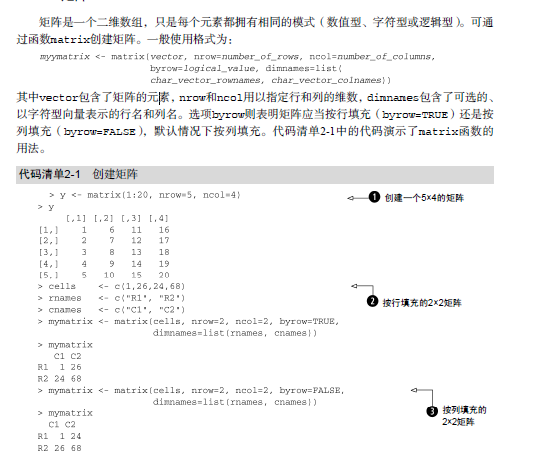 矩阵是一个二维数组，只是每个元素都拥有相同的模式（数值型、字符型或逻辑型）。可通
过函数matrix创建矩阵。一般使用格式为：
myymatrix <- matrix(vector, nrow=number_of_rows, ncol=number_of_columns,
byrow=logical_value, dimnames=list(
char_vector_rownames, char_vector_colnames))
其中vector包含了矩阵的元素，nrow和ncol用以指定行和列的维数，dimnames包含了可选的、
以字符型向量表示的行名和列名。选项byrow则表明矩阵应当按行填充（byrow=TRUE）还是按
列填充（byrow=FALSE），默认情况下按列填充。代码清单2-1中的代码演示了matrix函数的
用法。
代码清单2-1 创建矩阵
> y <- matrix(1:20, nrow=5, ncol=4) ❶ 创建一个5×4的矩阵
> y
[,1] [,2] [,3] [,4]
[1,] 1 6 11 16
[2,] 2 7 12 17
[3,] 3 8 13 18
[4,] 4 9 14 19
[5,] 5 10 15 20
> cells <- c(1,26,24,68)
> rnames <- c("R1", "R2")
> cnames <- c("C1", "C2") ❷ 按行填充的2×2矩阵
> mymatrix <- matrix(cells, nrow=2, ncol=2, byrow=TRUE,
dimnames=list(rnames, cnames))
> mymatrix
C1 C2
R1 1 26
R2 24 68
> mymatrix <- matrix(cells, nrow=2, ncol=2, byrow=FALSE,
dimnames=list(rnames, cnames))
> mymatrix ❸ 按列填充的
C1 C2 2×2矩阵
R1 1 24
R2 26 68